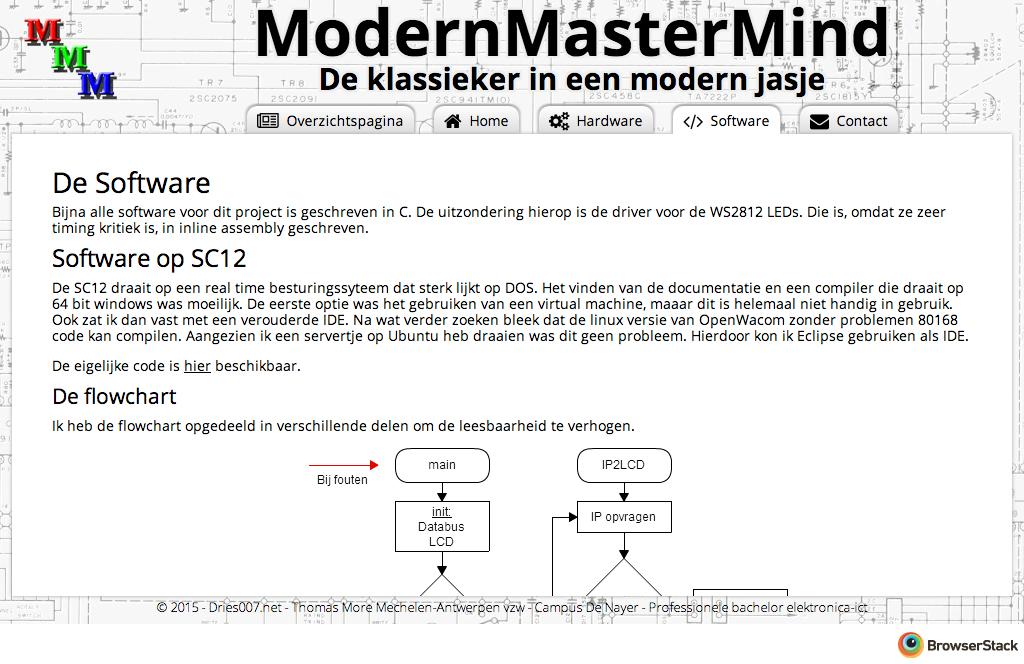 M
M
M
ModernMasterMind
De klassieker in een modern jasje
TR7
TR8
2SC2075
2SC2091
2SC941TM(O)
2SC458C
TA7222P
2SC1815Y
Overzichtspagina
Home
Hardware
Software
Contact
De Software
Bijna alle software voor dit project is geschreven in C. De uitzondering hierop is de driver voor de WS2812 LEDs. Die is, omdat ze zeer
timing kritiek is, in inline assembly geschreven.
Software op SC12
De SC12 draait op een real time besturingssyteem dat sterk lijkt op DOS. Het vinden van de documentatie en een compiler die draait op
64 bit windows was moeilijk. De eerste optie was het gebruiken van een virtual machine, maaar dit is helemaal niet handig in gebruik.
Ook zat ik dan vast met een verouderde IDE. Na wat verder zoeken bleek dat de linux versie van OpenWacom zonder problemen 80168
code kan compilen. Aangezien ik een servertje op Ubuntu heb draaien was dit geen probleem. Hierdoor kon ik Eclipse gebruiken als IDE.
De eigelijke code is hier beschikbaar.
De flowchart
Ik heb de flowchart opgedeeld in verschillende delen om de leesbaarheid te verhogen.
Bij fouten
main
IP2LCD
init:
Databus
LCD
IP opvragen
© 2015 - Dries007.net - Thomas More Mechelen-Antwerpen vzw - Campus De Nayer - Professionele bachelor elektronica-ict
BrowserStack